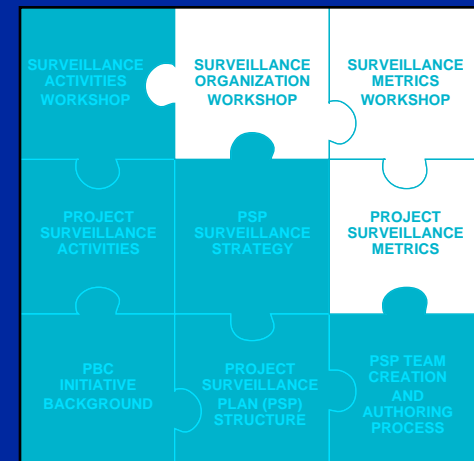 SURVEILLANCE
ACTIVITIES
WORKSHOP
SURVEILLANCE
ORGANIZATION
WORKSHOP
SURVEILLANCE
METRICS
WORKSHOP
PROJECT
SURVEILLANCE
ACTIVITIES
PSP
SURVEILLANCE
STRATEGY
PROJECT
SURVEILLANCE
METRICS
PBC
INITIATIVE
BACKGROUND
PROJECT
SURVEILLANCE
PLAN (PSP)
STRUCTURE
PSP TEAM
CREATION
AND
AUTHORING
PROCESS